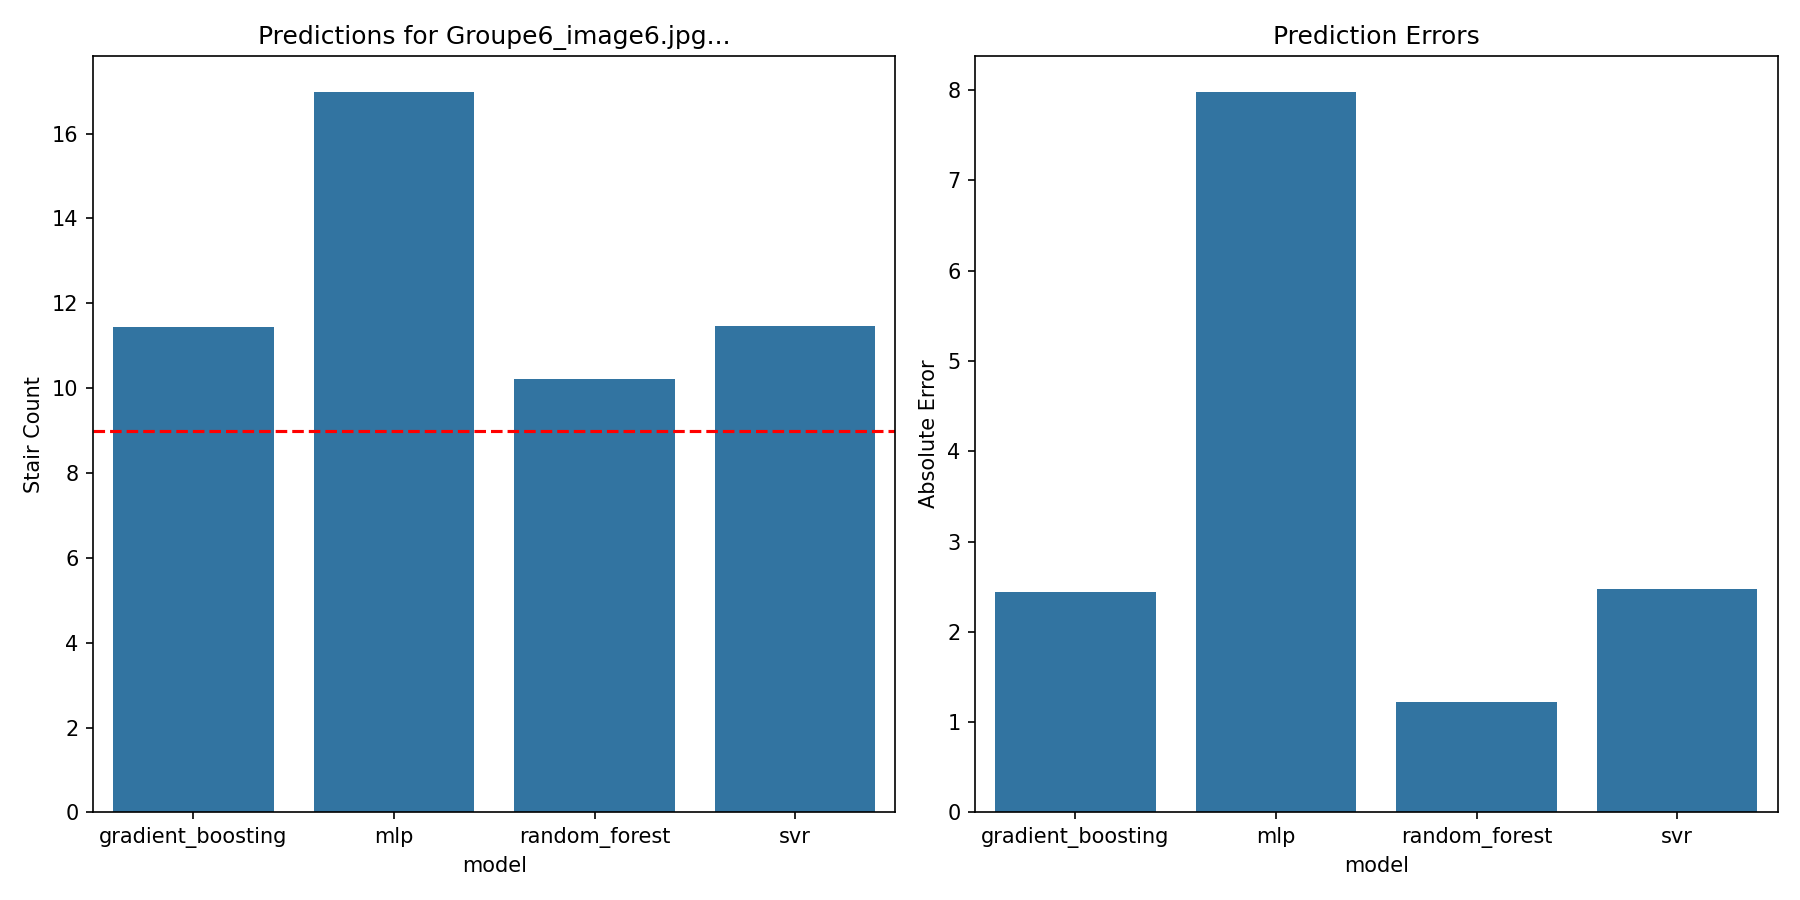 Predictions for Groupe6_image6.jpg...
Stair Count
16
14
12
10
8
6
4
2
0
gradient_boosting
mlp
random_forest
svr
model
Prediction Errors
Absolute Error
8
7
6
5
4
3
2
1
0
gradient_boosting
mlp
random_forest
svr
model